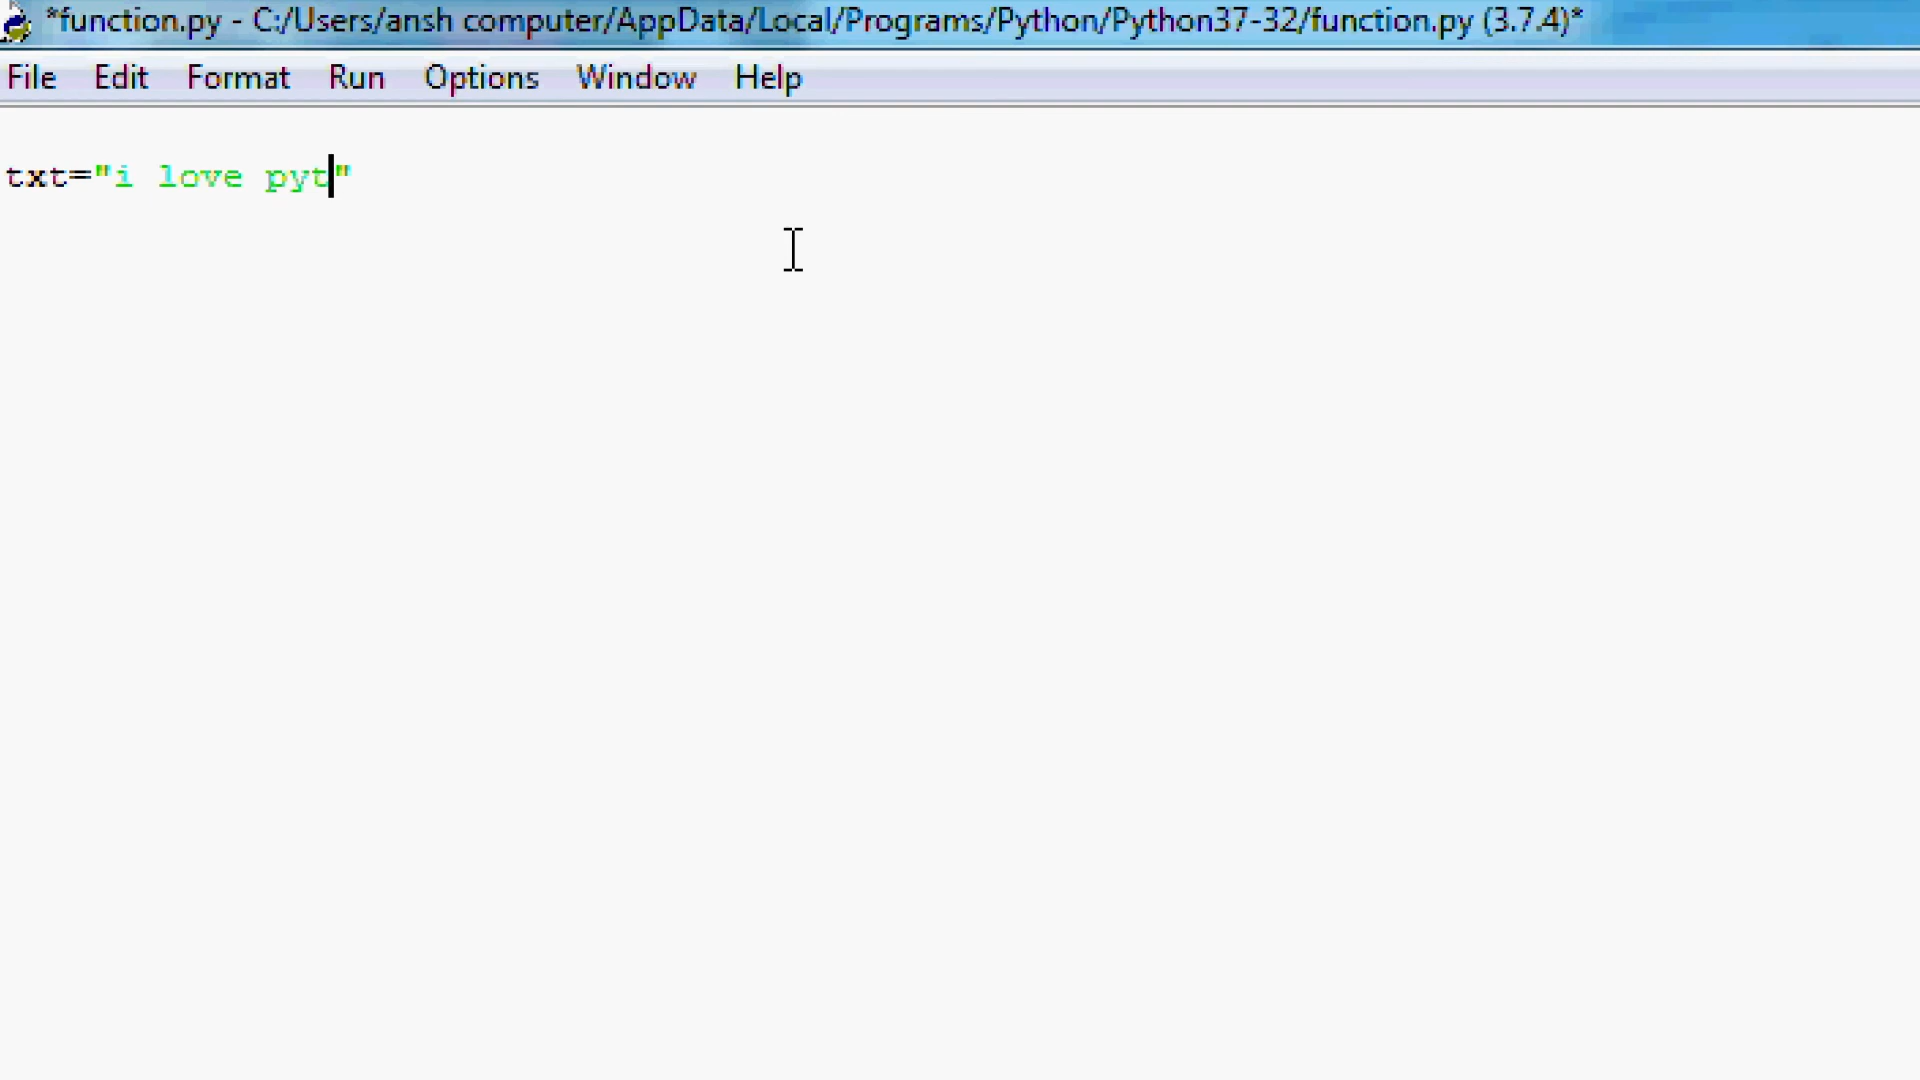 *function.py - C:/Users/ansh computer/AppData/Local/Programs/Python/Python37-32/function.py (3.7.4)*
File Edit Format Run Options Window Help
txt="i love pyt"